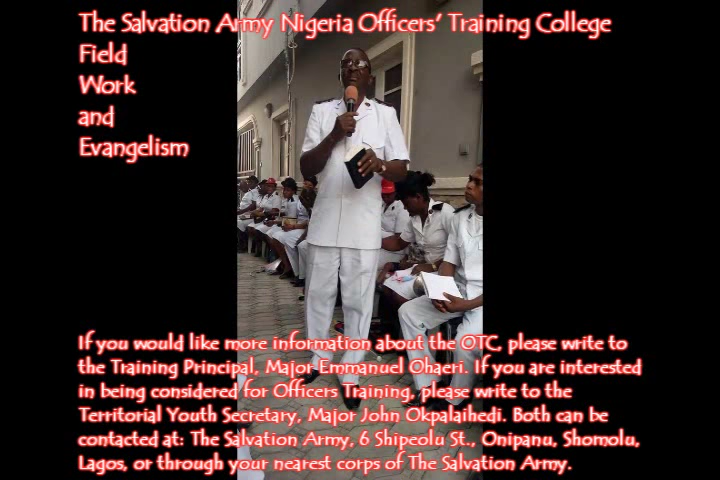 The Salvation Army Nigeria Officers' Training College
Field
Work
and
Evangelism
If you would like more information about the OTC, please write to
the Training Principal, Major Emmanuel Ohaeri. If you are interested
in being considered for Officers Training, please write to the
Territorial Youth Secretary, Major John Okpalaihedi. Both can be
contacted at: The Salvation Army, 6 Shipeolu St., Onipanu, Shomolu,
Lagos, or through your nearest corps of The Salvation Army.